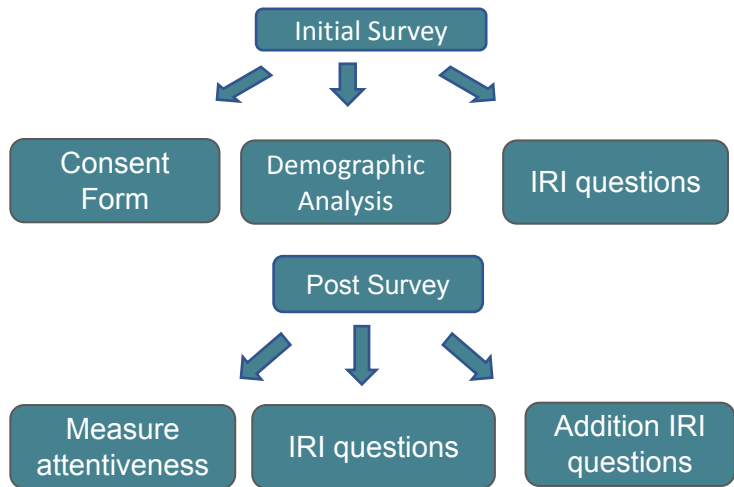 Initial Survey
Consent
Form
Demographic
Analysis
IRI questions
Post Survey
Measure
attentiveness
IRI questions
Addition IRI
questions